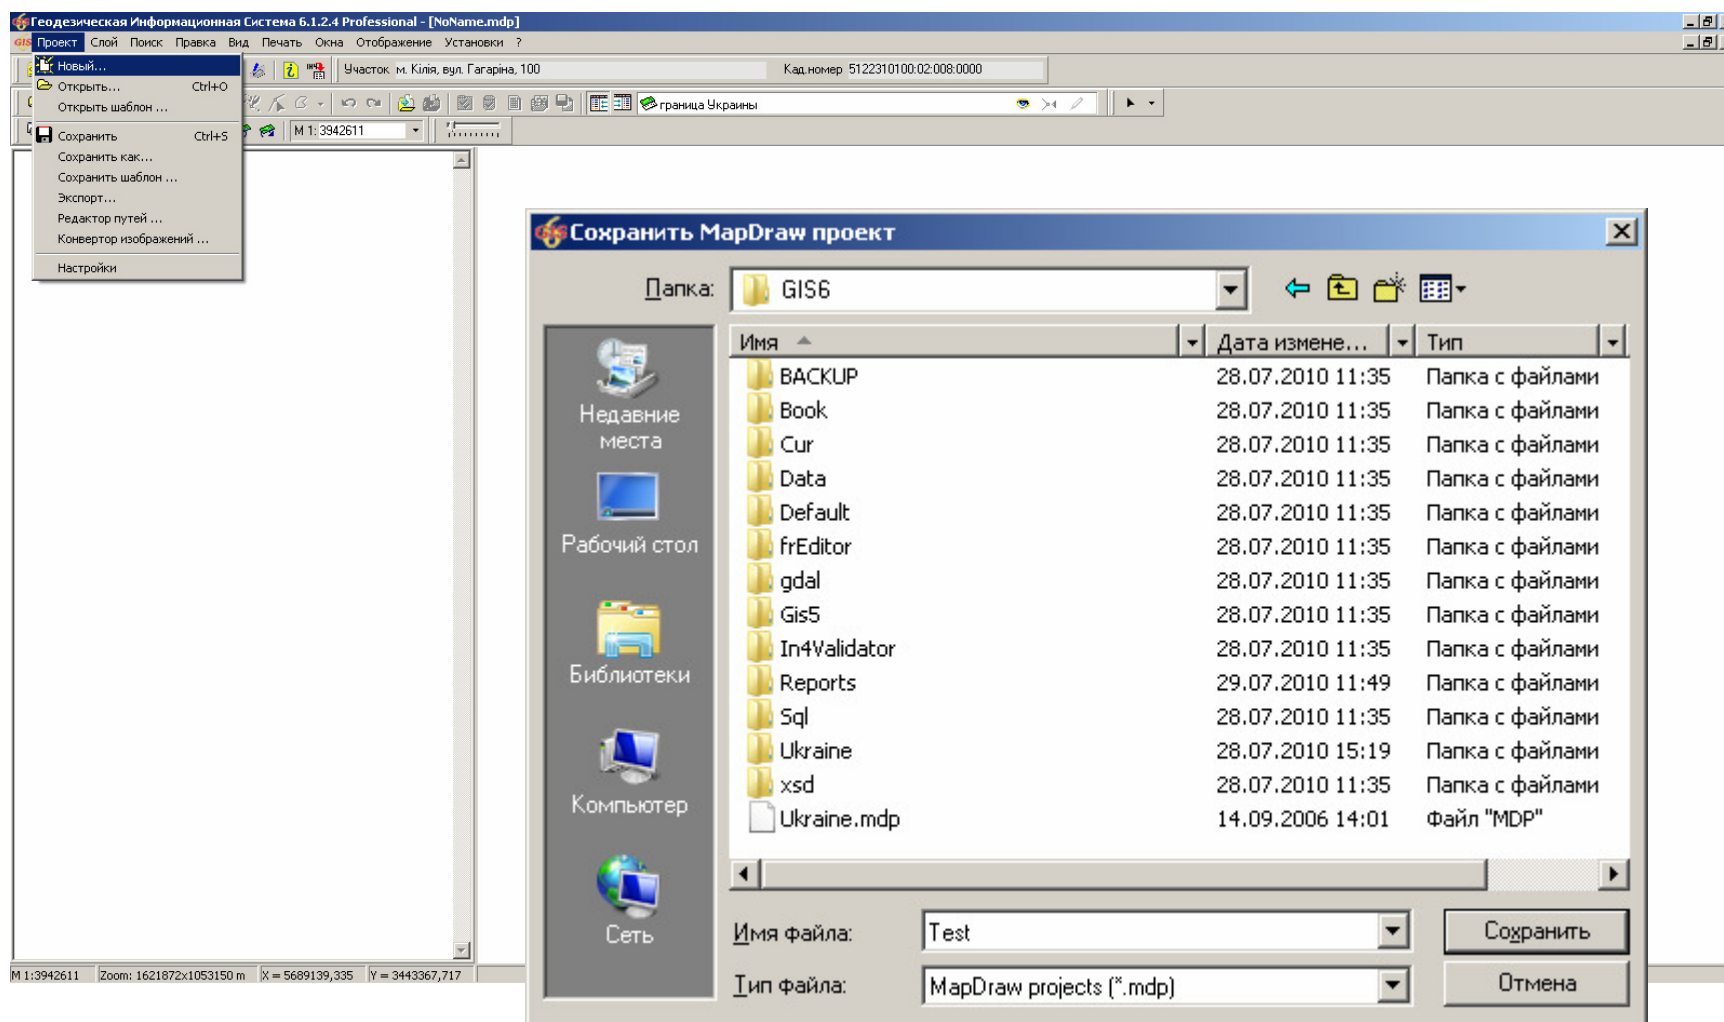 Геодезическая Информационная Система 6.1.2.4 Professional - [NoName.mdp]
Проект Слой Поиск Правка Вид Печать Окна Отображение Установки ?
Новый...
Участок м. Кілія, вул. Гагаріна, 100
Кад.номер 5122310100:02:008:0000
Открыть... Ctrl+O
Открыть шаблон ...
граница Украины
Сохранить Ctrl+S
М 1: 3942611
Сохранить как...
Сохранить шаблон ...
Экспорт...
Редактор путей ...
Конвертор изображений ...
Настройки
Сохранить MapDraw проект
Папка: GIS6
Имя Дата измене... Тип
BACKUP 28.07.2010 11:35 Папка с файлами
Book 28.07.2010 11:35 Папка с файлами
Cur 28.07.2010 11:35 Папка с файлами
Data 28.07.2010 11:35 Папка с файлами
Default 28.07.2010 11:35 Папка с файлами
frEditor 28.07.2010 11:35 Папка с файлами
gdal 28.07.2010 11:35 Папка с файлами
Gis5 28.07.2010 11:35 Папка с файлами
In4Validator 28.07.2010 11:35 Папка с файлами
Reports 29.07.2010 11:49 Папка с файлами
Sql 28.07.2010 11:35 Папка с файлами
Ukraine 28.07.2010 15:19 Папка с файлами
xsd 28.07.2010 11:35 Папка с файлами
Ukraine.mdp 14.09.2006 14:01 Файл "MDP"
Недавние
места
Рабочий стол
Библиотеки
Компьютер
Сеть
Имя файла: Test Сохранить
Тип файла: MapDraw projects (*.mdp) Отмена
М 1:3942611 Zoom: 1621872x1053150 m X = 5689139,335 Y = 3443367,717